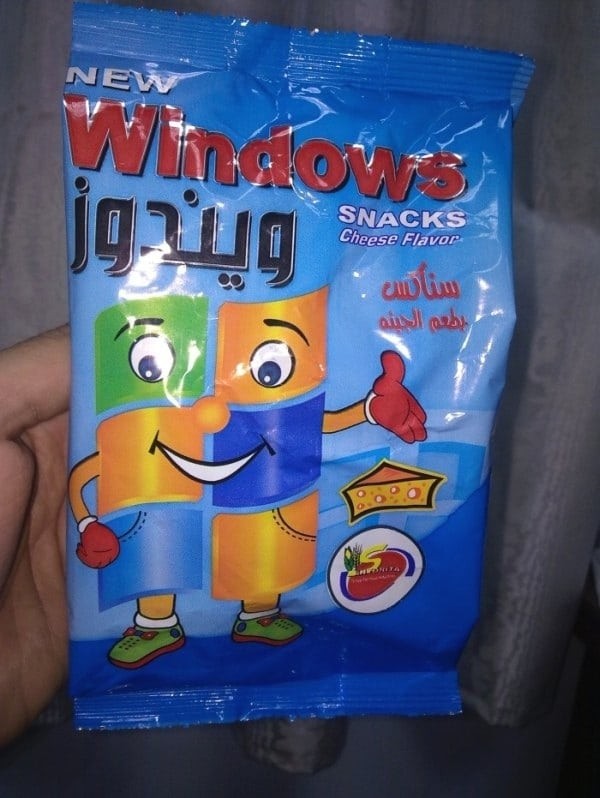 NEW
Windows
ويندوز
SNACKS
Cheese Flavor
سناكس
بطعم الجبنه